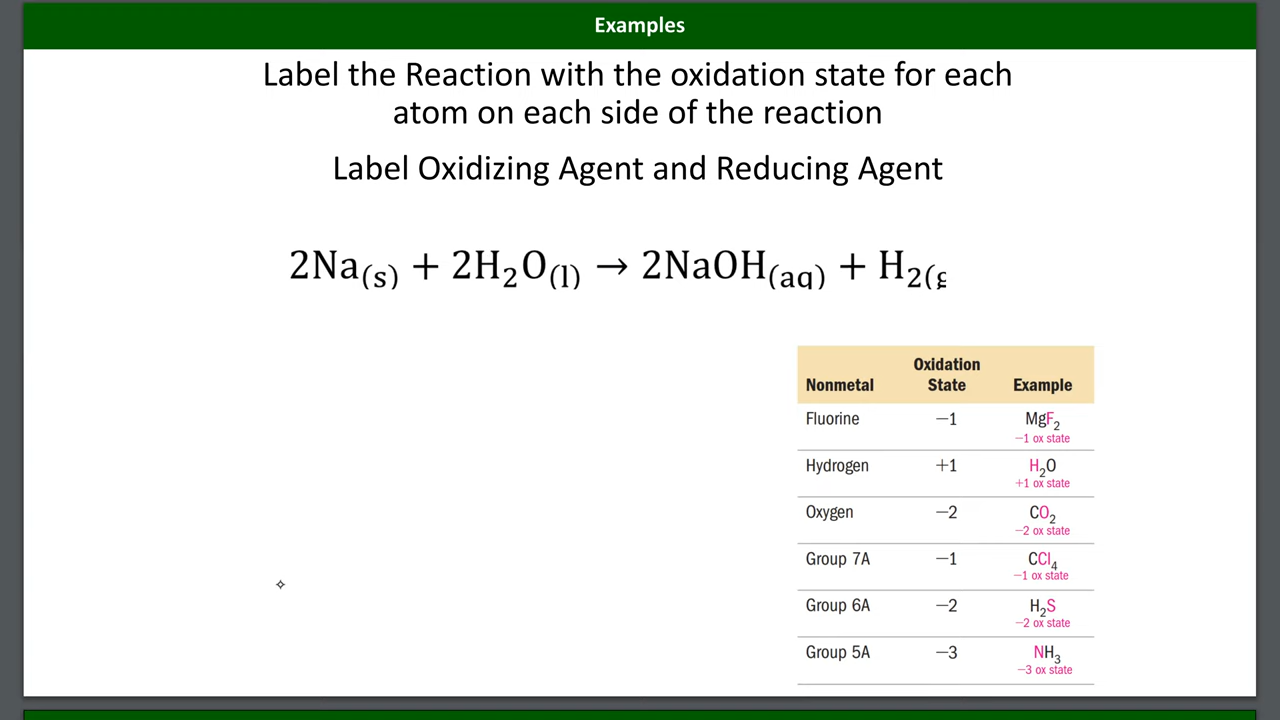 Examples
Label the Reaction with the oxidation state for each
atom on each side of the reaction
Label Oxidizing Agent and Reducing Agent
2Na(s) + 2H₂O(l) → 2NaOH(aq) + H₂(g
Nonmetal Oxidation State Example
Fluorine −1 MgF₂
−1 ox state
Hydrogen +1 H₂O
+1 ox state
Oxygen −2 CO₂
−2 ox state
Group 7A −1 CCl₄
−1 ox state
Group 6A −2 H₂S
−2 ox state
Group 5A −3 NH₃
−3 ox state